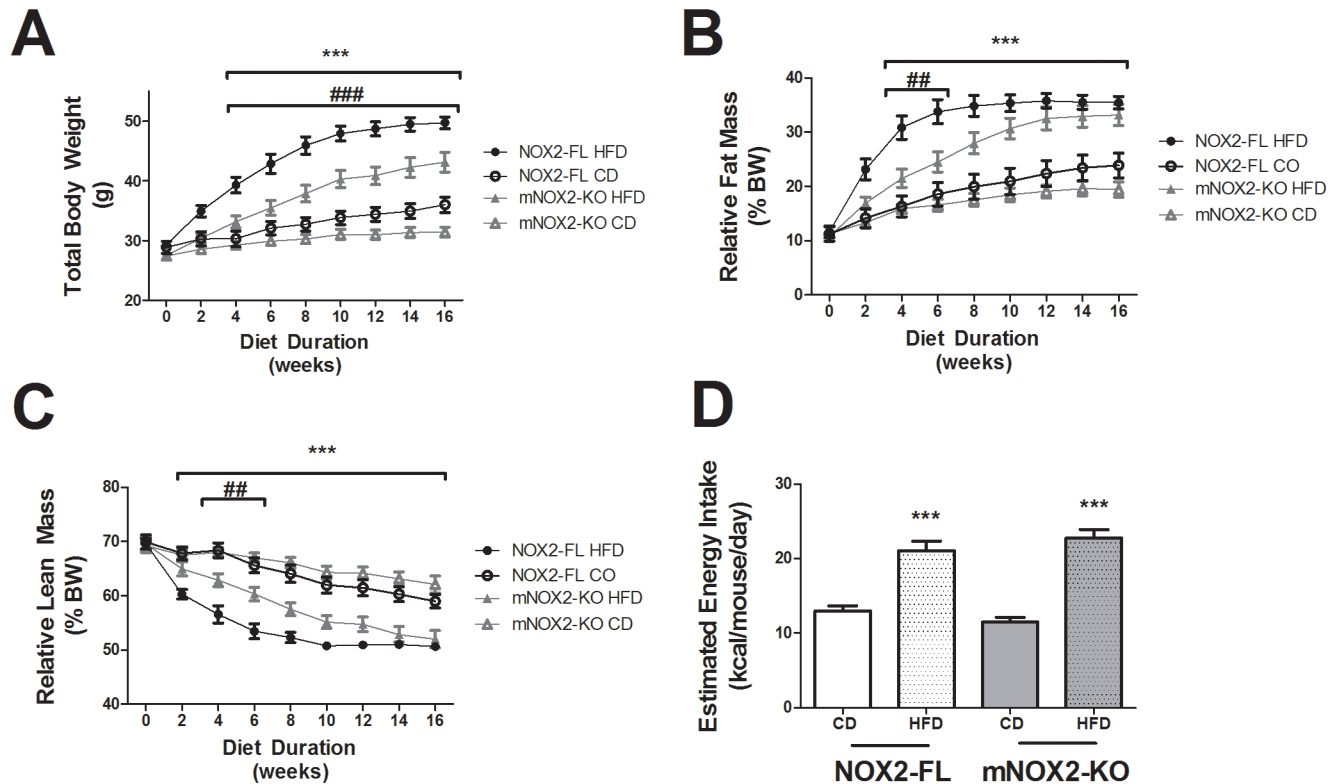 A
***
###
Total Body Weight
(g)
50
40
30
20
0 2 4 6 8 10 12 14 16
Diet Duration
(weeks)
NOX2-FL HFD
NOX2-FL CD
mNOX2-KO HFD
mNOX2-KO CD
B
***
##
Relative Fat Mass
(% BW)
40
30
20
10
0
0 2 4 6 8 10 12 14 16
Diet Duration
(weeks)
NOX2-FL HFD
NOX2-FL CO
mNOX2-KO HFD
mNOX2-KO CD
C
***
##
Relative Lean Mass
(% BW)
80
70
60
50
40
0 2 4 6 8 10 12 14 16
Diet Duration
(weeks)
NOX2-FL HFD
NOX2-FL CO
mNOX2-KO HFD
mNOX2-KO CD
D
Estimated Energy Intake
(kcal/mouse/day)
30
20
10
0
***
***
CD HFD CD HFD
NOX2-FL mNOX2-KO